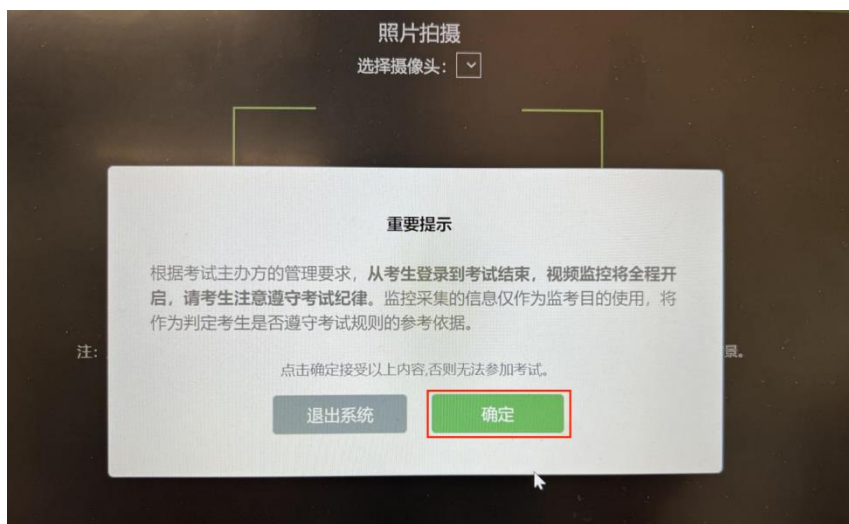 照片拍摄
选择摄像头：
重要提示
根据考试主办方的管理要求，从考生登录到考试结束，视频监控将全程开
启，请考生注意遵守考试纪律。监控采集的信息仅作为监考目的使用，将
作为判定考生是否遵守考试规则的参考依据。
注：
景。
点击确定接受以上内容,否则无法参加考试。
退出系统
确定